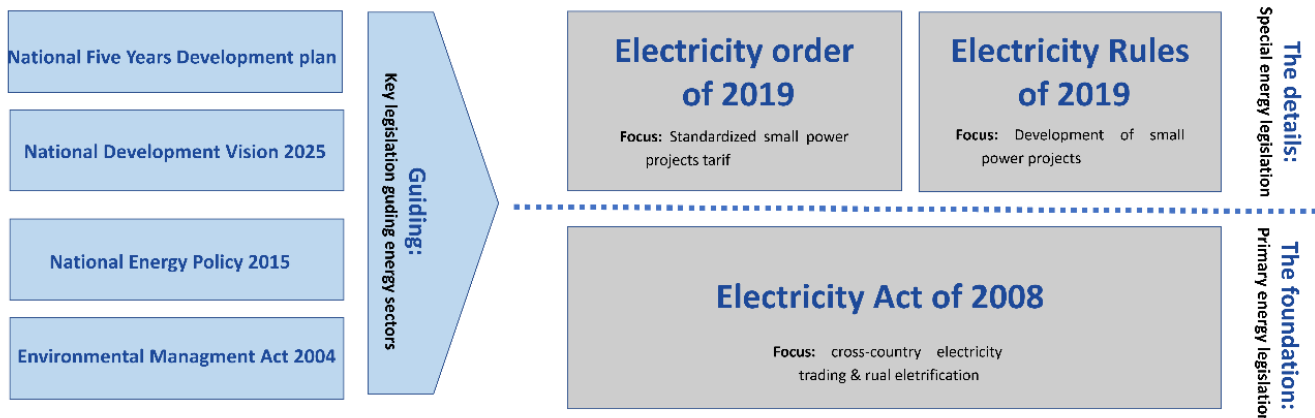 National Five Years Development plan
National Development Vision 2025
National Energy Policy 2015
Environmental Managment Act 2004
Guiding:
Key legislation guding energy sectors
Electricity order
of 2019
Focus: Standardized small power
projects tarif
Electricity Rules
of 2019
Focus: Development of small
power projects
The details:
Special energy legislation
Electricity Act of 2008
Focus: cross-country electricity
trading & rual eletrification
The foundation:
Primary energy legislation